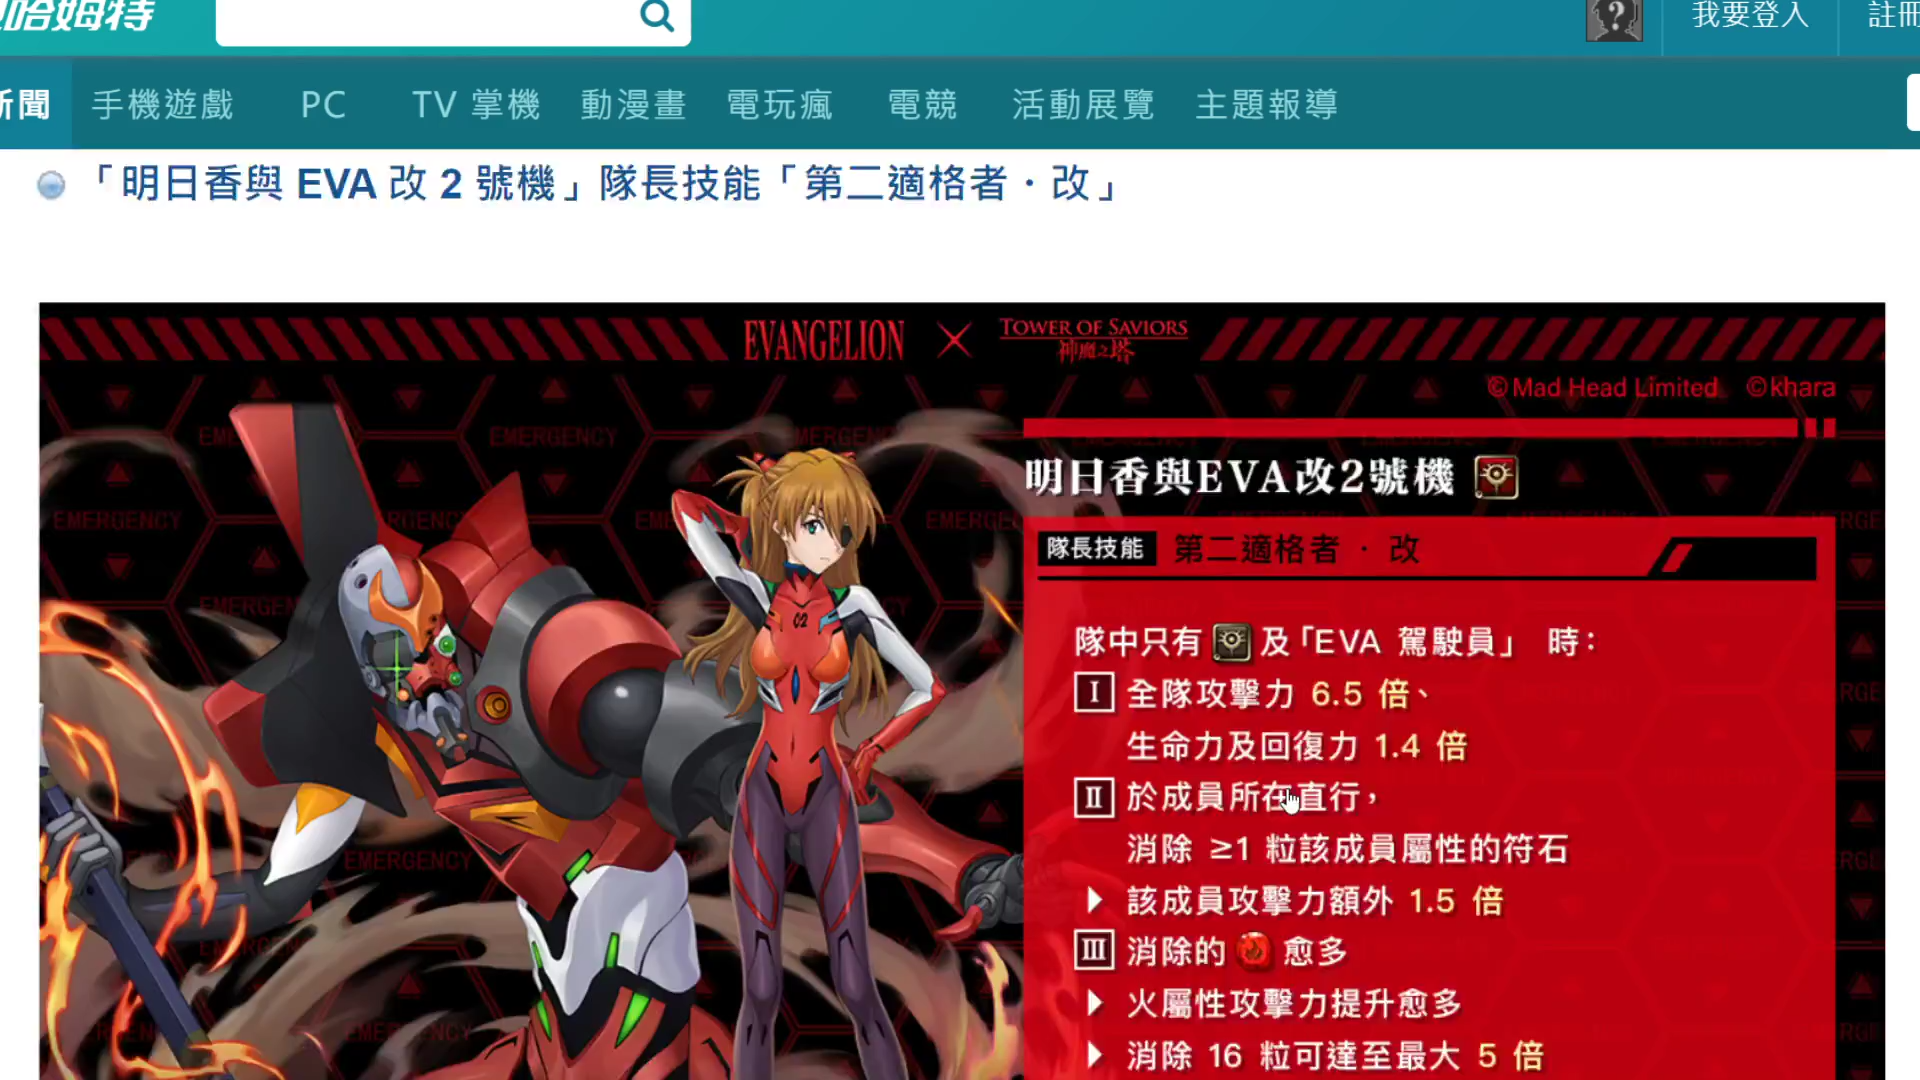 哈姆特
我要登入
註冊
新聞 手機遊戲 PC TV 掌機 動漫畫 電玩瘋 電競 活動展覽 主題報導
「明日香與 EVA 改 2 號機」隊長技能「第二適格者．改」
EVANGELION × TOWER OF SAVIORS
神魔之塔
©Mad Head Limited ©khara
明日香與EVA改2號機
隊長技能 第二適格者 ‧ 改
隊中只有 及「EVA 駕駛員」 時：
I 全隊攻擊力 6.5 倍、
生命力及回復力 1.4 倍
II 於成員所在直行，
消除 ≥1 粒該成員屬性的符石
▶ 該成員攻擊力額外 1.5 倍
III 消除的 愈多
▶ 火屬性攻擊力提升愈多
▶ 消除 16 粒可達至最大 5 倍
02
EMERGENCY
EMERGENCY
EMERGENCY